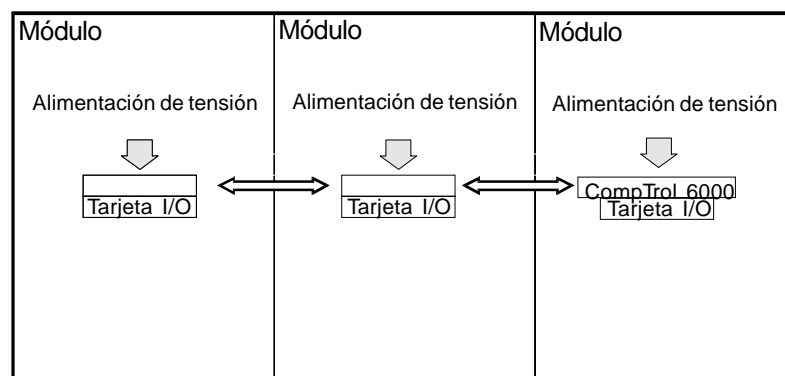 Módulo
Alimentación de tensión
Tarjeta I/O
Módulo
Alimentación de tensión
Tarjeta I/O
Módulo
Alimentación de tensión
CompTrol 6000
Tarjeta I/O